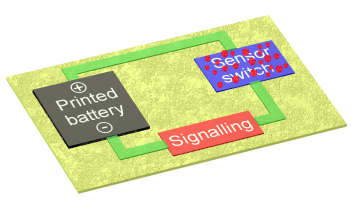 +
Printed
battery
−
Sensor
switch
Signalling